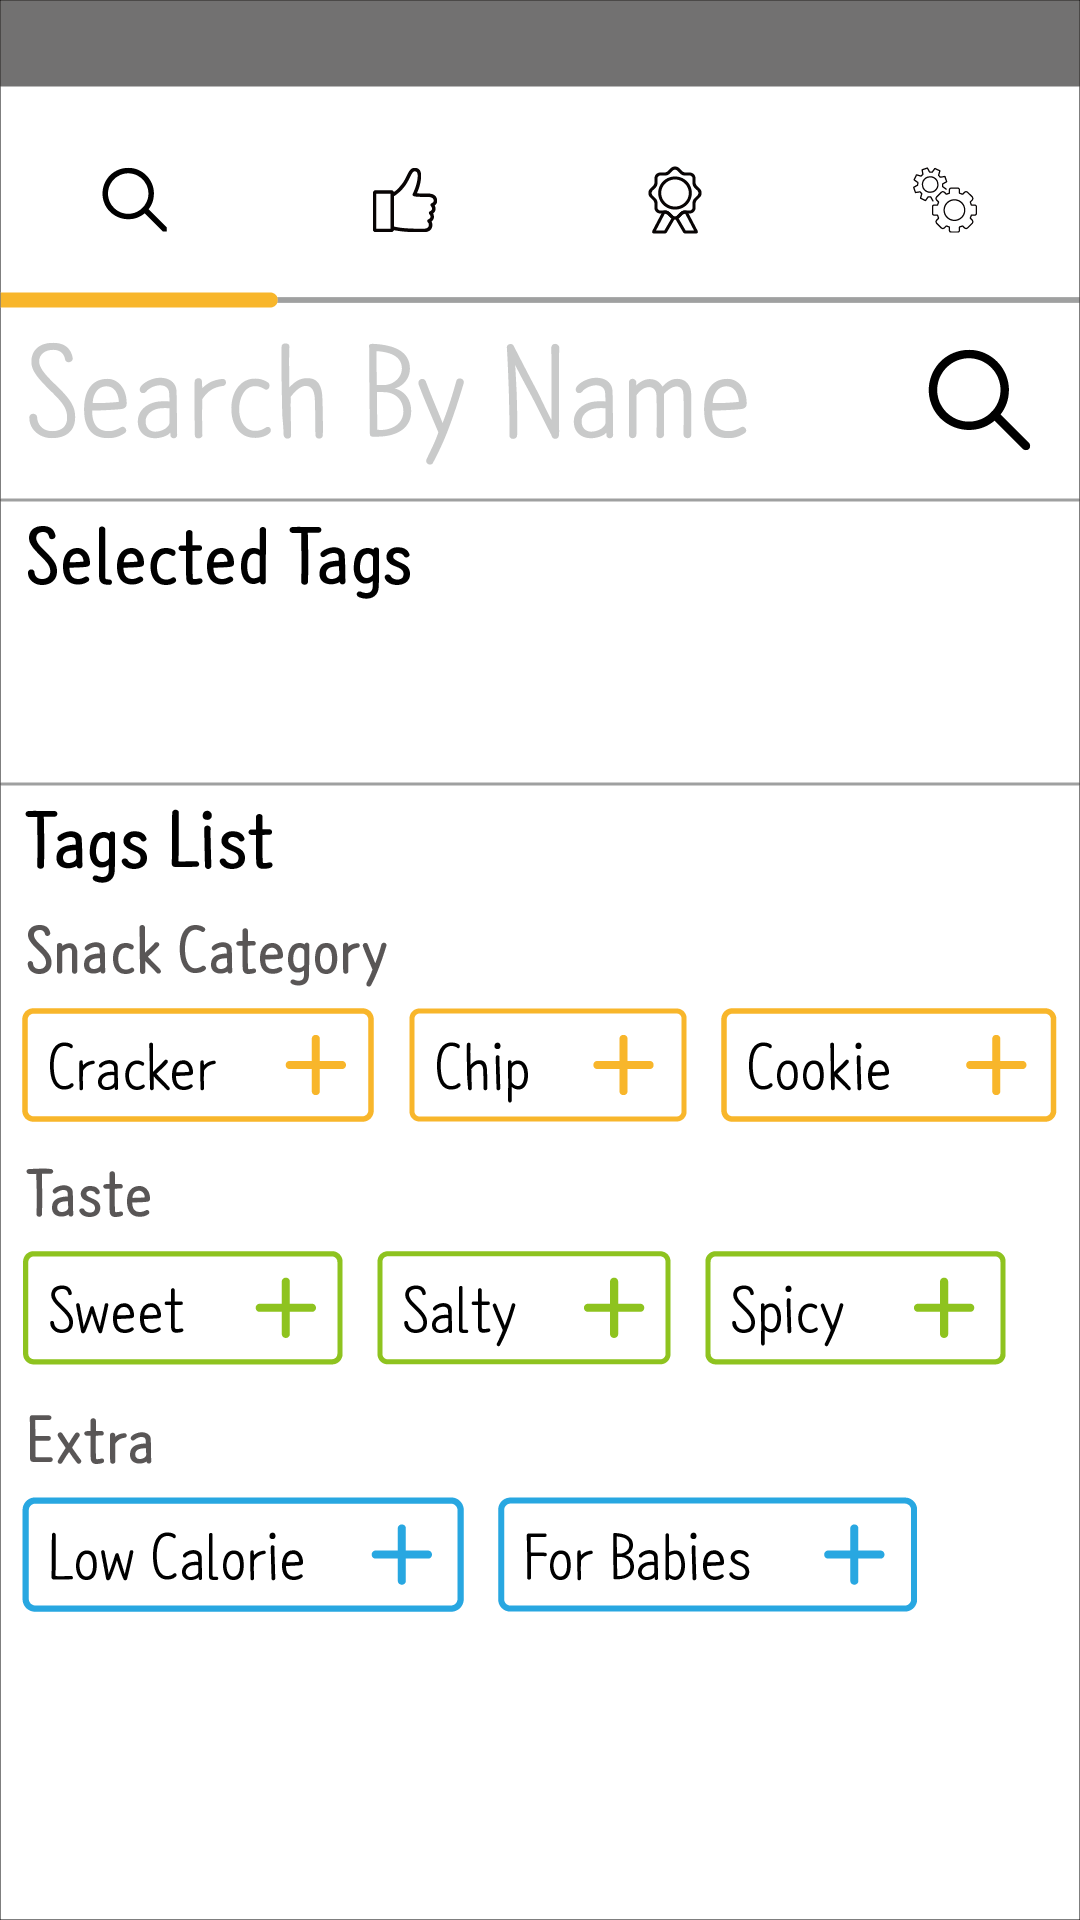 Search By Name
Selected Tags
Tags List
Snack Category
Cracker
Chip
Cookie
Taste
Sweet
Salty
Spicy
Extra
Low Calorie
For Babies